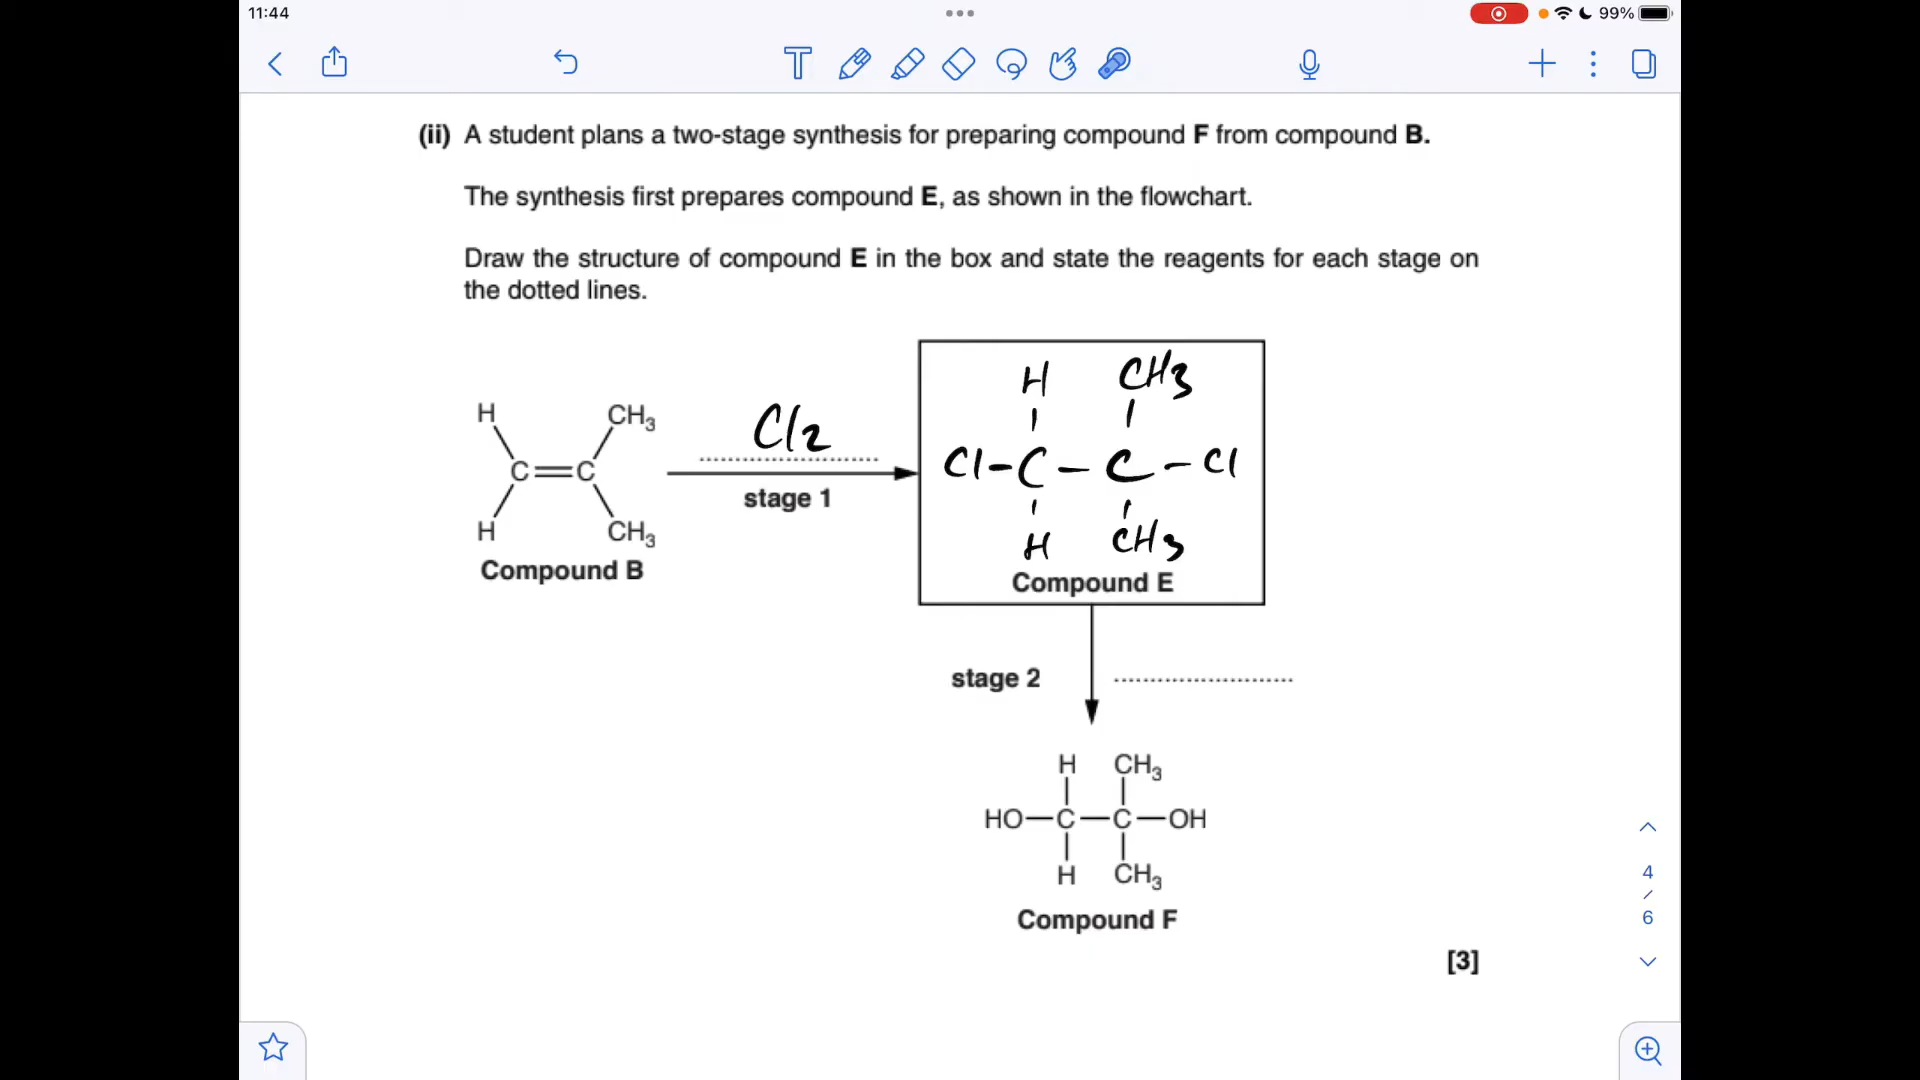 11:44
99%
(ii) A student plans a two-stage synthesis for preparing compound F from compound B.
The synthesis first prepares compound E, as shown in the flowchart.
Draw the structure of compound E in the box and state the reagents for each stage on
the dotted lines.
H CH₃
C=C
H CH₃
Compound B
Cl₂
stage 1
H CH₃
Cl-C-C-Cl
H CH₃
Compound E
stage 2
H CH₃
HO-C-C-OH
H CH₃
Compound F
[3]
4
/
6